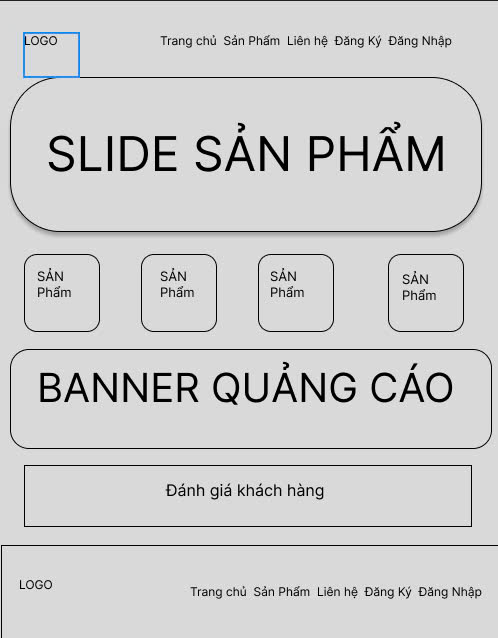 LOGO
Trang chủ Sản Phẩm Liên hệ Đăng Ký Đăng Nhập
SLIDE SẢN PHẨM
SẢN
Phẩm
SẢN
Phẩm
SẢN
Phẩm
SẢN
Phẩm
BANNER QUẢNG CÁO
Đánh giá khách hàng
LOGO
Trang chủ Sản Phẩm Liên hệ Đăng Ký Đăng Nhập